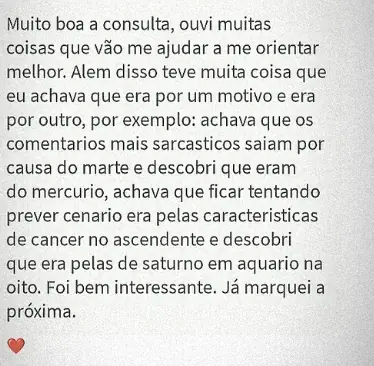 Muito boa a consulta, ouvi muitas
coisas que vão me ajudar a me orientar
melhor. Alem disso teve muita coisa que
eu achava que era por um motivo e era
por outro, por exemplo: achava que os
comentarios mais sarcasticos saiam por
causa do marte e descobri que eram
do mercurio, achava que ficar tentando
prever cenario era pelas caracteristicas
de cancer no ascendente e descobri
que era pelas de saturno em aquario na
oito. Foi bem interessante. Já marquei a
próxima.
❤️